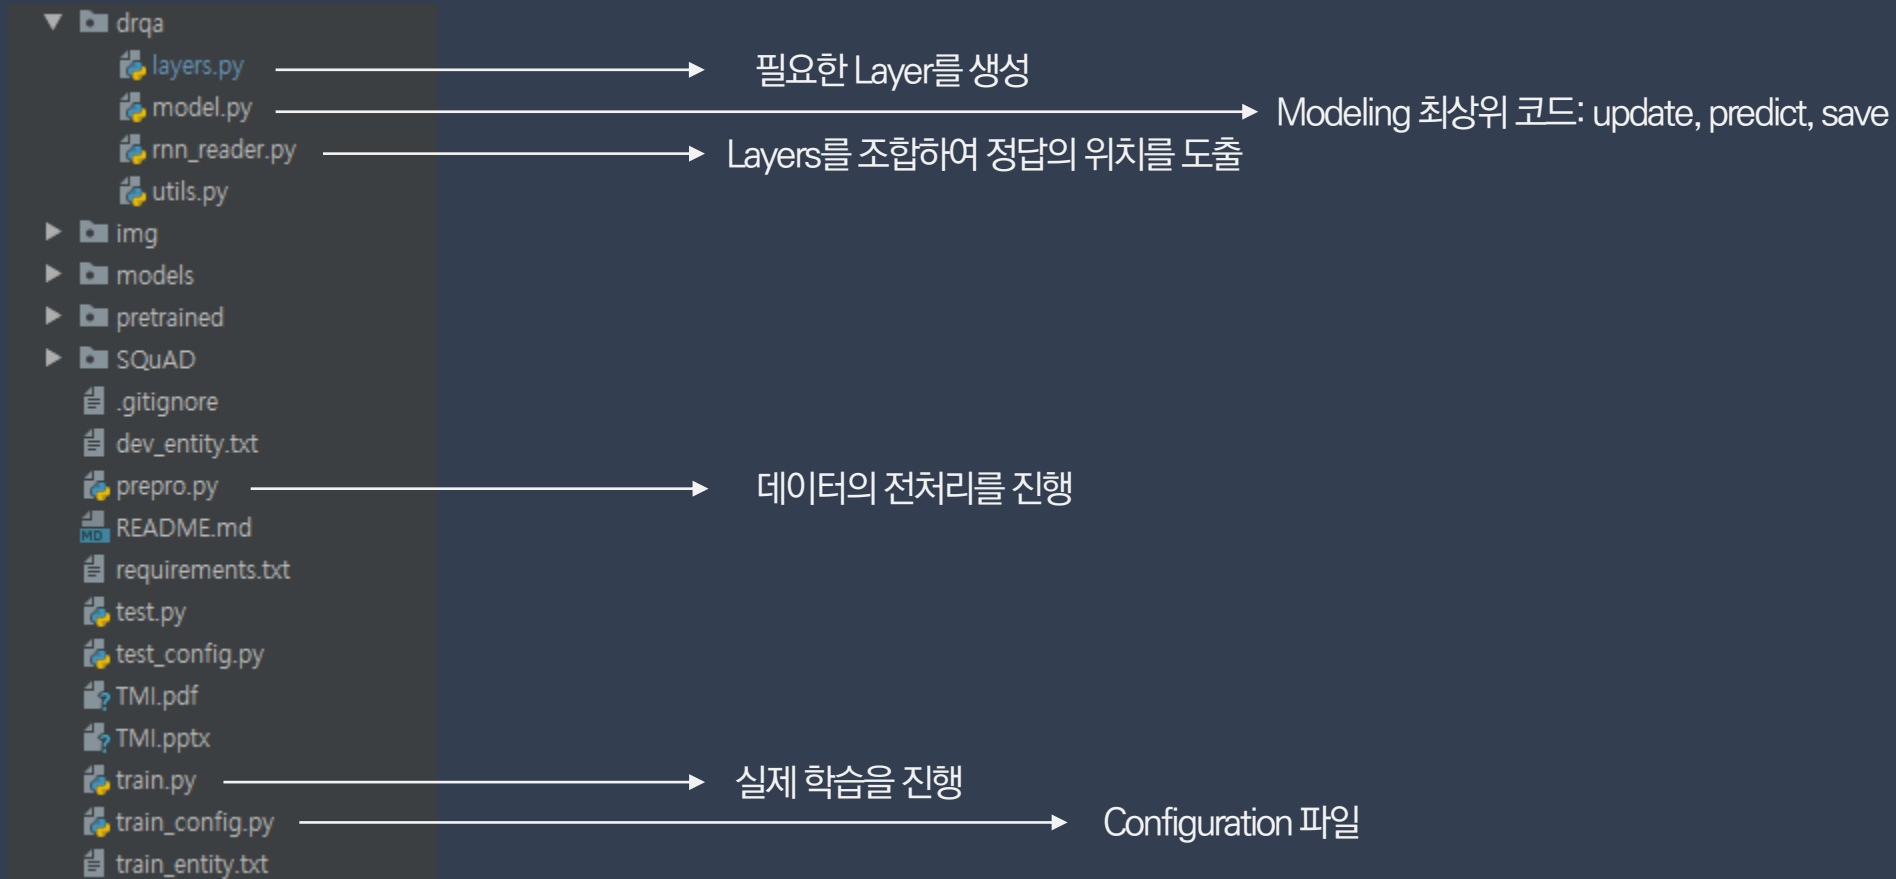 drqa
layers.py
필요한 Layer를 생성
model.py
Modeling 최상위 코드: update, predict, save
rnn_reader.py
Layers를 조합하여 정답의 위치를 도출
utils.py
img
models
pretrained
SQuAD
.gitignore
dev_entity.txt
prepro.py
데이터의 전처리를 진행
MD README.md
requirements.txt
test.py
test_config.py
TMI.pdf
TMI.pptx
train.py
실제 학습을 진행
train_config.py
Configuration 파일
train_entity.txt